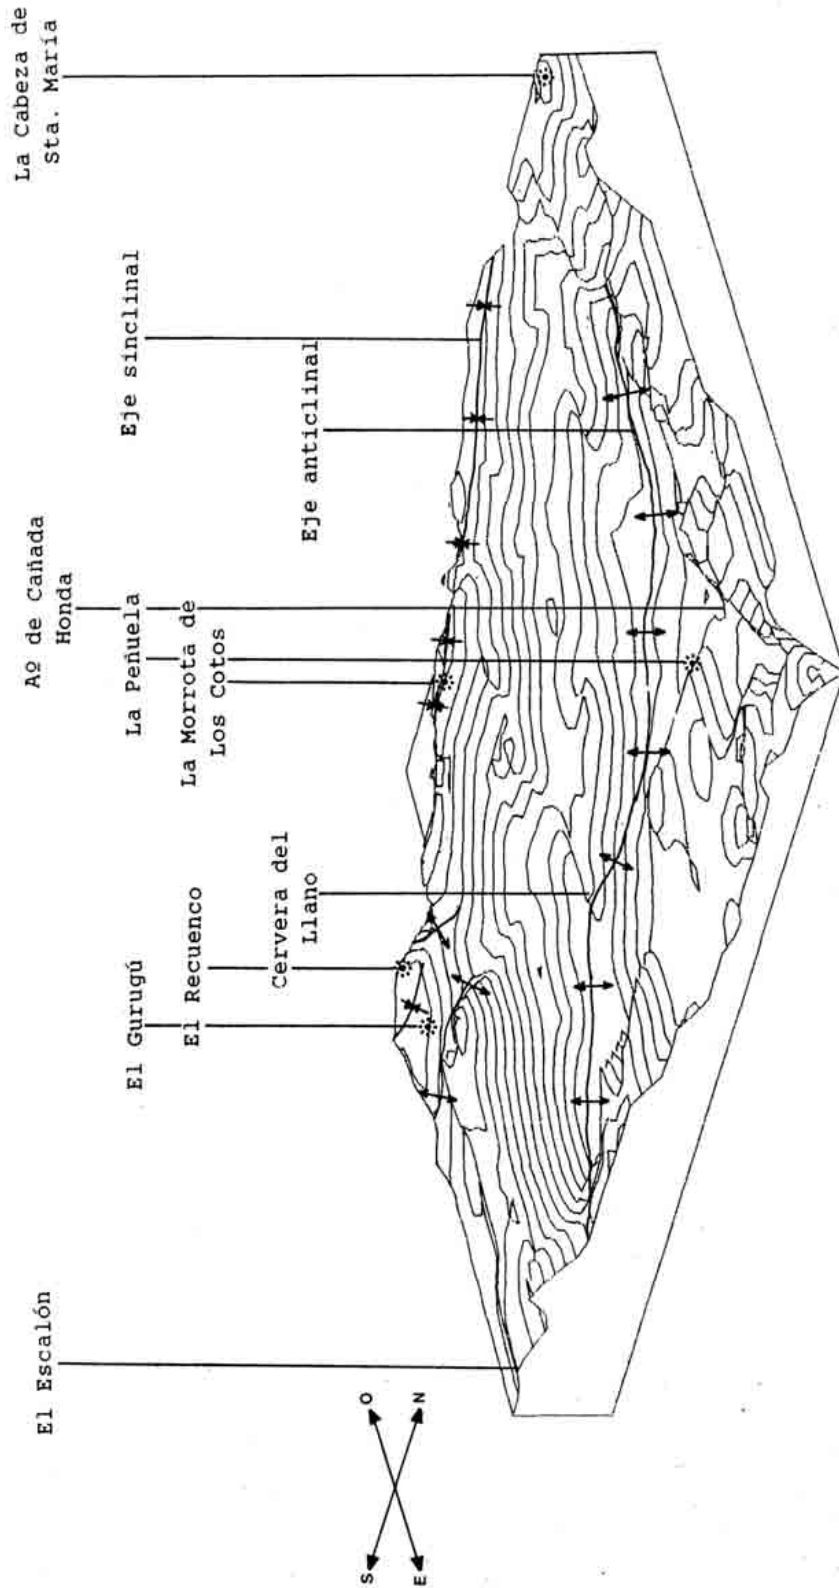 El Escalón
El Gurugú
El Recuenco
Cervera del
Llano
La Morrota de
Los Cotos
La Peñuela
Aº de Cañada
Honda
Eje anticlinal
Eje sinclinal
La Cabeza de
Sta. María
S
O
E
N